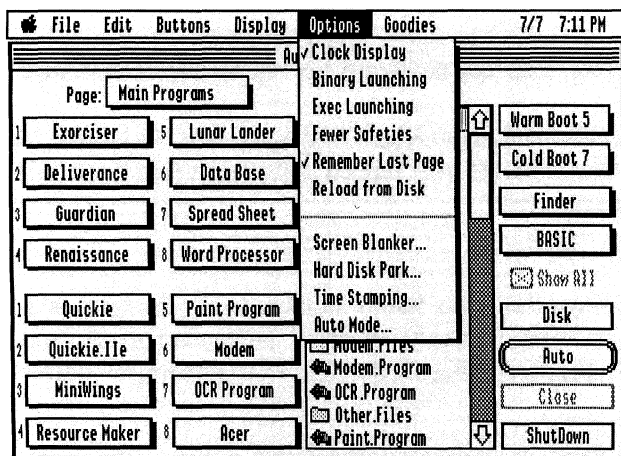 File Edit Buttons Display Options Goodies 7/7 7:11 PM
Au
Page: Main Programs
1 Exorciser
5 Lunar Lander
2 Deliverance
6 Data Base
3 Guardian
7 Spread Sheet
4 Renaissance
8 Word Processor
1 Quickie
5 Paint Program
2 Quickie.IIe
6 Modem
3 MiniWings
7 OCR Program
4 Resource Maker
8 Acer
✓Clock Display
Binary Launching
Exec Launching
Fewer Safeties
✓Remember Last Page
Reload from Disk
Screen Blanker...
Hard Disk Park...
Time Stamping...
Auto Mode...
Modem.Files
Modem.Program
OCR.Program
Other.Files
Paint.Program
Warm Boot 5
Cold Boot 7
Finder
BASIC
Show All
Disk
Auto
Close
ShutDown